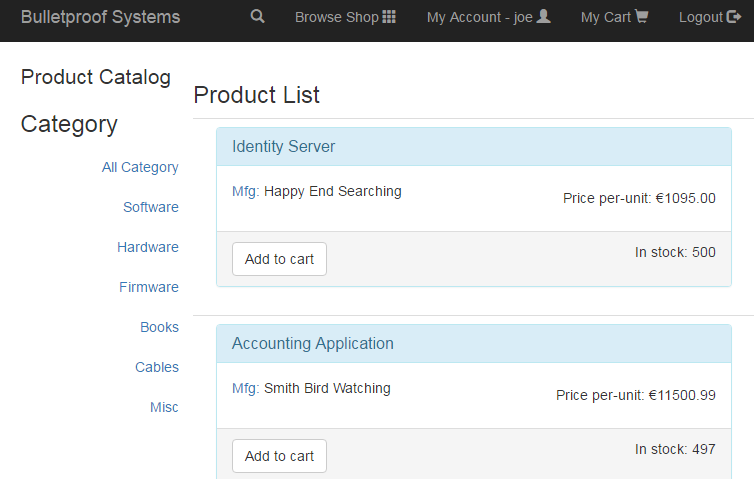 Bulletproof Systems Browse Shop My Account - joe My Cart Logout
Product Catalog
Category
All Category
Software
Hardware
Firmware
Books
Cables
Misc
Product List
Identity Server
Mfg: Happy End Searching
Price per-unit: €1095.00
Add to cart
In stock: 500
Accounting Application
Mfg: Smith Bird Watching
Price per-unit: €11500.99
Add to cart
In stock: 497